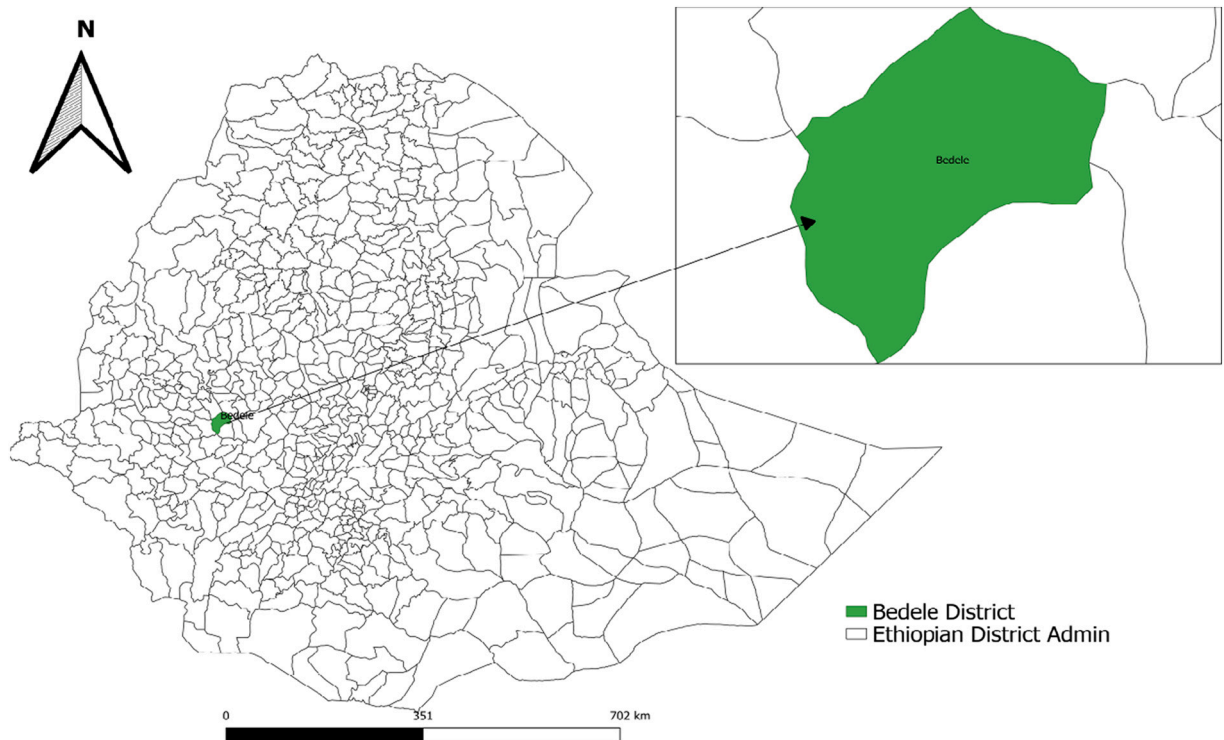 N
Bedele
Bedele
Bedele District
Ethiopian District Admin
0 351 702 km